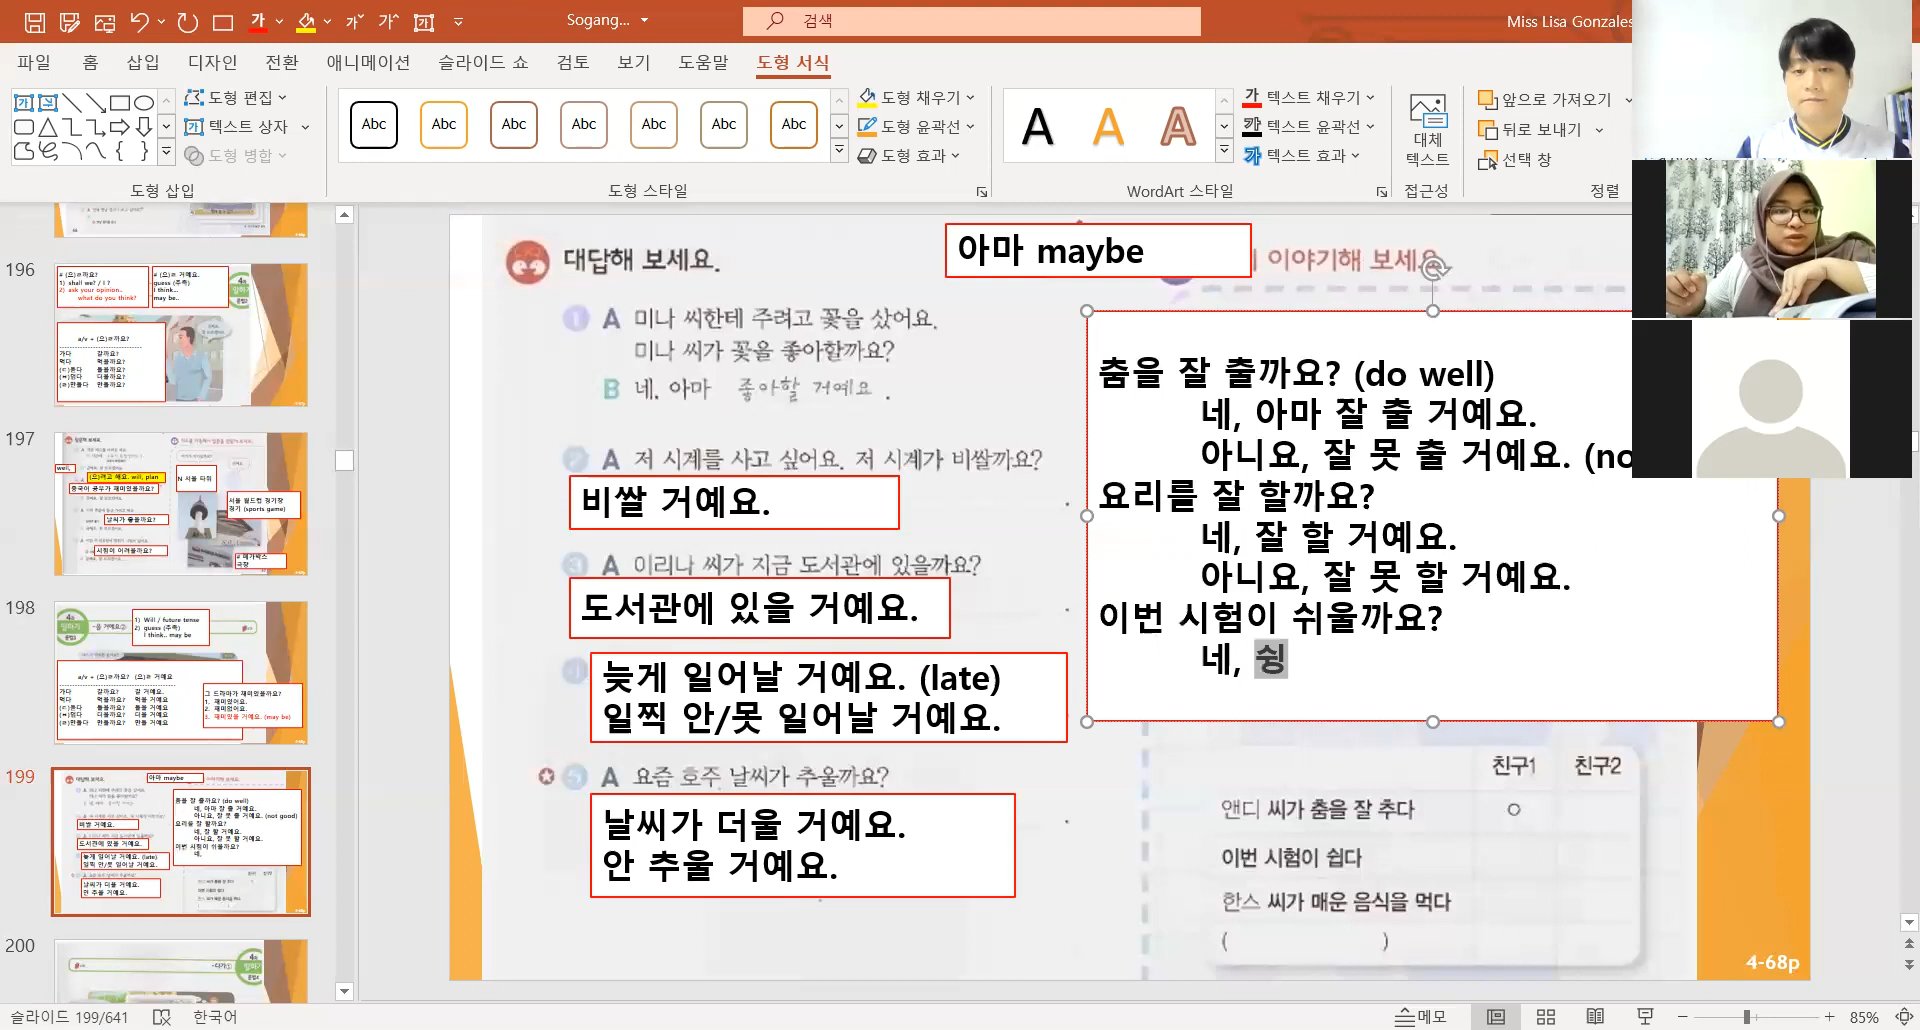 Sogang...
검색
Miss Lisa Gonzales
파일 홈 삽입 디자인 전환 애니메이션 슬라이드 쇼 검토 보기 도움말 도형 서식
도형 편집
텍스트 상자
도형 병합
도형 삽입
Abc Abc Abc Abc Abc Abc Abc
도형 채우기
도형 윤곽선
도형 효과
도형 스타일
A A A
텍스트 채우기
텍스트 윤곽선
텍스트 효과
WordArt 스타일
대체
텍스트
접근성
앞으로 가져오기
뒤로 보내기
선택 창
정렬
196
197
198
199
200
대답해 보세요.
아마 maybe
이야기해 보세요
1 A 미나 씨한테 주려고 꽃을 샀어요.
미나 씨가 꽃을 좋아할까요?
B 네, 아마 좋아할 거예요.
2 A 저 시계를 사고 싶어요. 저 시계가 비쌀까요?
비쌀 거예요.
3 A 이리나 씨가 지금 도서관에 있을까요?
도서관에 있을 거예요.
늦게 일어날 거예요. (late)
일찍 안/못 일어날 거예요.
5 A 요즘 호주 날씨가 추울까요?
날씨가 더울 거예요.
안 추울 거예요.
춤을 잘 출까요? (do well)
네, 아마 잘 출 거예요.
아니요, 잘 못 출 거예요. (no
요리를 잘 할까요?
네, 잘 할 거예요.
아니요, 잘 못 할 거예요.
이번 시험이 쉬울까요?
네, 쉥
친구1 친구2
앤디 씨가 춤을 잘 추다 ○
이번 시험이 쉽다
한스 씨가 매운 음식을 먹다
( )
4-68p
슬라이드 199/641
한국어
메모
85%